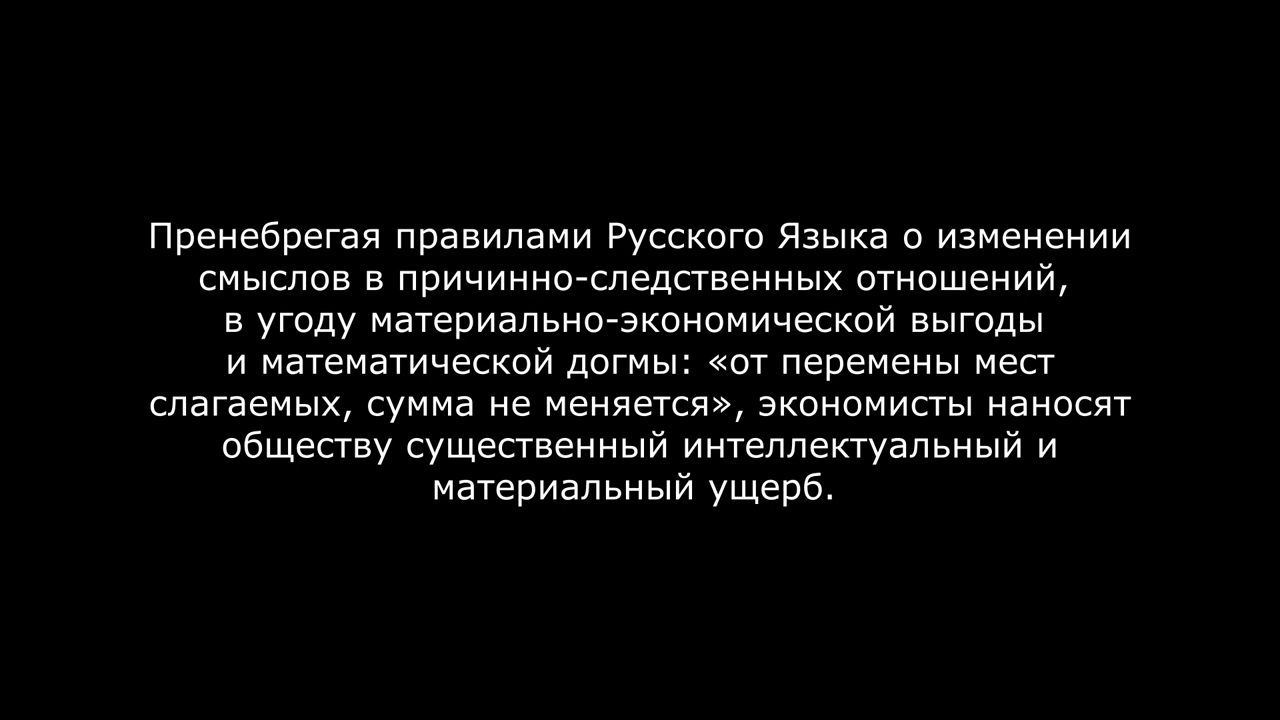 Пренебрегая правилами Русского Языка о изменении
смыслов в причинно-следственных отношений,
в угоду материально-экономической выгоды
и математической догмы: «от перемены мест
слагаемых, сумма не меняется», экономисты наносят
обществу существенный интеллектуальный и
материальный ущерб.